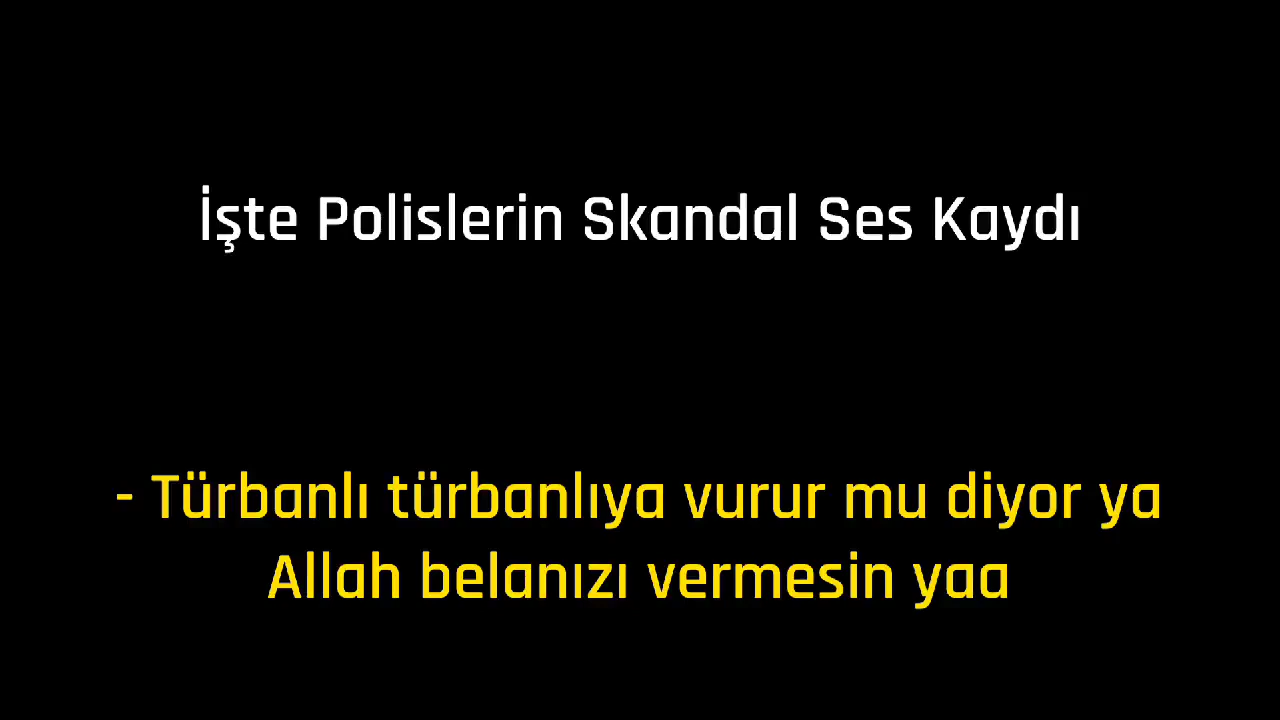 İşte Polislerin Skandal Ses Kaydı
- Türbanlı türbanlıya vurur mu diyor ya
Allah belanızı vermesin yaa